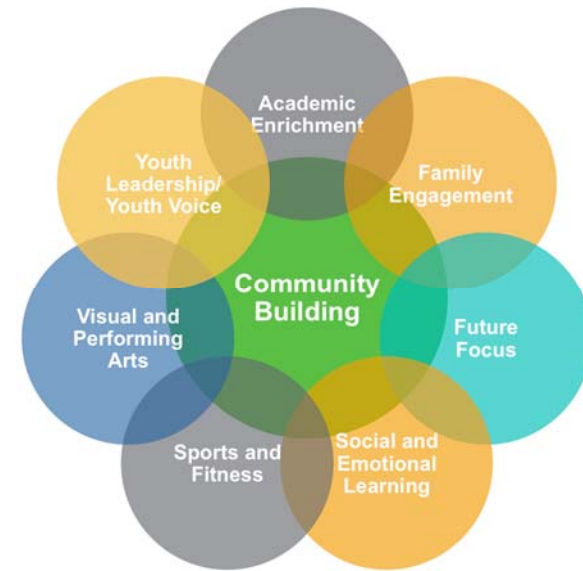 Academic
Enrichment
Family
Engagement
Future
Focus
Social and
Emotional
Learning
Sports and
Fitness
Visual and
Performing
Arts
Youth
Leadership/
Youth Voice
Community
Building